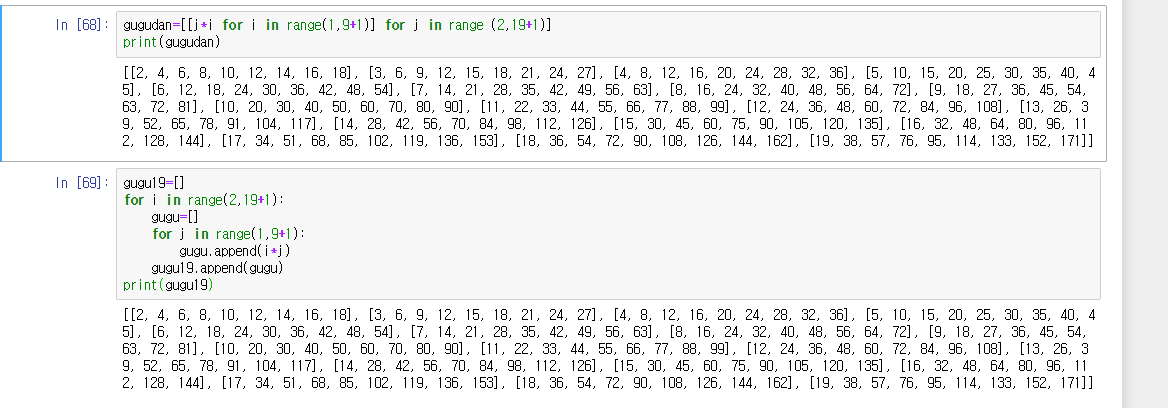 In [68]: gugudan=[[j*i for i in range(1,9+1)] for j in range (2,19+1)]
print(gugudan)
[[2, 4, 6, 8, 10, 12, 14, 16, 18], [3, 6, 9, 12, 15, 18, 21, 24, 27], [4, 8, 12, 16, 20, 24, 28, 32, 36], [5, 10, 15, 20, 25, 30, 35, 40, 4
5], [6, 12, 18, 24, 30, 36, 42, 48, 54], [7, 14, 21, 28, 35, 42, 49, 56, 63], [8, 16, 24, 32, 40, 48, 56, 64, 72], [9, 18, 27, 36, 45, 54,
63, 72, 81], [10, 20, 30, 40, 50, 60, 70, 80, 90], [11, 22, 33, 44, 55, 66, 77, 88, 99], [12, 24, 36, 48, 60, 72, 84, 96, 108], [13, 26, 3
9, 52, 65, 78, 91, 104, 117], [14, 28, 42, 56, 70, 84, 98, 112, 126], [15, 30, 45, 60, 75, 90, 105, 120, 135], [16, 32, 48, 64, 80, 96, 11
2, 128, 144], [17, 34, 51, 68, 85, 102, 119, 136, 153], [18, 36, 54, 72, 90, 108, 126, 144, 162], [19, 38, 57, 76, 95, 114, 133, 152, 171]]
In [69]: gugu19=[]
for i in range(2,19+1):
    gugu=[]
    for j in range(1,9+1):
        gugu.append(i*j)
    gugu19.append(gugu)
print(gugu19)
[[2, 4, 6, 8, 10, 12, 14, 16, 18], [3, 6, 9, 12, 15, 18, 21, 24, 27], [4, 8, 12, 16, 20, 24, 28, 32, 36], [5, 10, 15, 20, 25, 30, 35, 40, 4
5], [6, 12, 18, 24, 30, 36, 42, 48, 54], [7, 14, 21, 28, 35, 42, 49, 56, 63], [8, 16, 24, 32, 40, 48, 56, 64, 72], [9, 18, 27, 36, 45, 54,
63, 72, 81], [10, 20, 30, 40, 50, 60, 70, 80, 90], [11, 22, 33, 44, 55, 66, 77, 88, 99], [12, 24, 36, 48, 60, 72, 84, 96, 108], [13, 26, 3
9, 52, 65, 78, 91, 104, 117], [14, 28, 42, 56, 70, 84, 98, 112, 126], [15, 30, 45, 60, 75, 90, 105, 120, 135], [16, 32, 48, 64, 80, 96, 11
2, 128, 144], [17, 34, 51, 68, 85, 102, 119, 136, 153], [18, 36, 54, 72, 90, 108, 126, 144, 162], [19, 38, 57, 76, 95, 114, 133, 152, 171]]